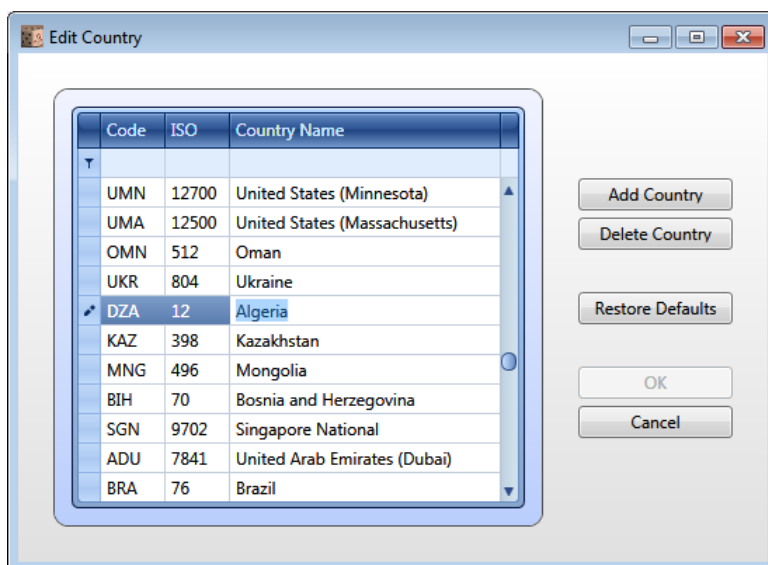 Edit Country
Code ISO Country Name
UMN 12700 United States (Minnesota)
UMA 12500 United States (Massachusetts)
OMN 512 Oman
UKR 804 Ukraine
DZA 12 Algeria
KAZ 398 Kazakhstan
MNG 496 Mongolia
BIH 70 Bosnia and Herzegovina
SGN 9702 Singapore National
ADU 7841 United Arab Emirates (Dubai)
BRA 76 Brazil
Add Country
Delete Country
Restore Defaults
OK
Cancel